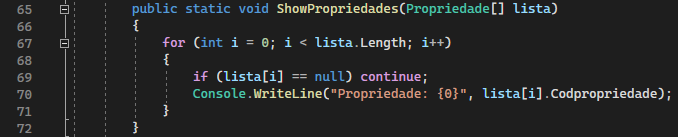 65 public static void ShowPropriedades(Propriedade[] lista)
66 {
67 for (int i = 0; i < lista.Length; i++)
68 {
69 if (lista[i] == null) continue;
70 Console.WriteLine("Propriedade: {0}", lista[i].Codpropriedade);
71 }
72 }